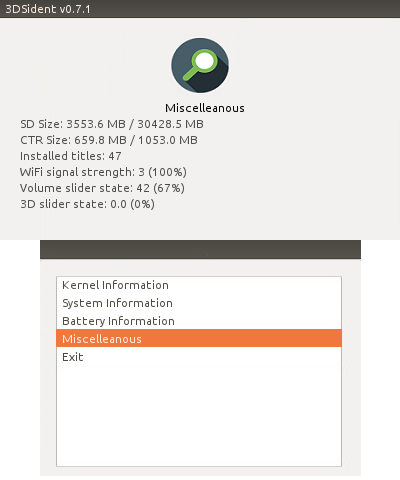 3DSident v0.7.1
Miscelleanous
SD Size: 3553.6 MB / 30428.5 MB
CTR Size: 659.8 MB / 1053.0 MB
Installed titles: 47
WiFi signal strength: 3 (100%)
Volume slider state: 42 (67%)
3D slider state: 0.0 (0%)
Kernel Information
System Information
Battery Information
Miscelleanous
Exit